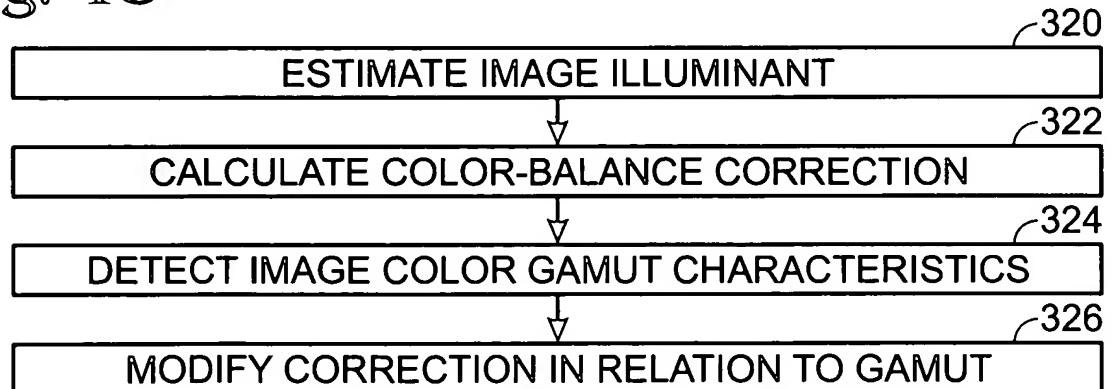 320
ESTIMATE IMAGE ILLUMINANT
322
CALCULATE COLOR-BALANCE CORRECTION
324
DETECT IMAGE COLOR GAMUT CHARACTERISTICS
326
MODIFY CORRECTION IN RELATION TO GAMUT